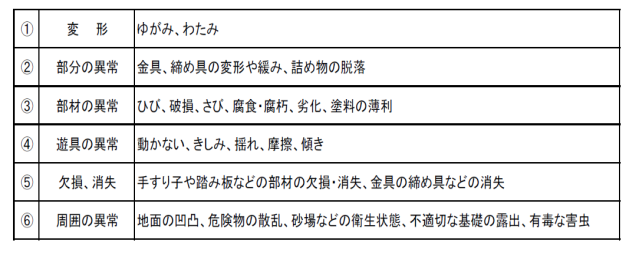 ① 変 形 ゆがみ、わたみ
② 部分の異常 金具、締め具の変形や緩み、詰め物の脱落
③ 部材の異常 ひび、破損、さび、腐食・腐朽、劣化、塗料の薄利
④ 遊具の異常 動かない、きしみ、揺れ、摩擦、傾き
⑤ 欠損、消失 手すり子や踏み板などの部材の欠損・消失、金具の締め具などの消失
⑥ 周囲の異常 地面の凹凸、危険物の散乱、砂場などの衛生状態、不適切な基礎の露出、有毒な害虫